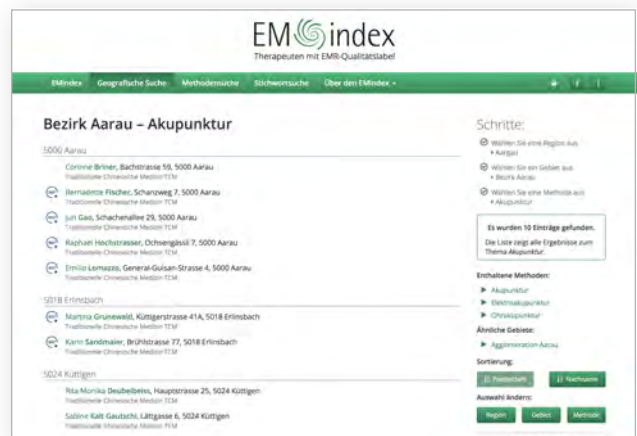 EMindex
Therapeuten mit EMR-Qualitätslabel
EMindex Geografische Suche Methodensuche Stichwortsuche Über den EMindex
Bezirk Aarau – Akupunktur
5000 Aarau
Corinne Briner, Bachstrasse 59, 5000 Aarau
Traditionelle Chinesische Medizin TCM
Bernadette Fischer, Schanzweg 7, 5000 Aarau
Traditionelle Chinesische Medizin TCM
Jun Gao, Schachenallee 29, 5000 Aarau
Traditionelle Chinesische Medizin TCM
Raphael Hochstrasser, Ochsengässli 7, 5000 Aarau
Traditionelle Chinesische Medizin TCM
Emilio Lomazzo, General-Guisan-Strasse 4, 5000 Aarau
Traditionelle Chinesische Medizin TCM
5018 Erlinsbach
Martina Grunewald, Küttigerstrasse 41A, 5018 Erlinsbach
Traditionelle Chinesische Medizin TCM
Karin Sandmaier, Brühlstrasse 77, 5018 Erlinsbach
Traditionelle Chinesische Medizin TCM
5024 Küttigen
Rita Monika Deubelbeiss, Hauptstrasse 25, 5024 Küttigen
Traditionelle Chinesische Medizin TCM
Sabine Kalt Gautschi, Lättgasse 6, 5024 Küttigen
Traditionelle Chinesische Medizin TCM
Schritte:
Wählen Sie eine Region aus
Aargau
Wählen Sie ein Gebiet aus
Bezirk Aarau
Wählen Sie eine Methode aus
Akupunktur
Es wurden 10 Einträge gefunden.
Die Liste zeigt alle Ergebnisse zum
Thema Akupunktur.
Enthaltene Methoden:
Akupunktur
Elektroakupunktur
Ohrakupunktur
Ähnliche Gebiete:
Agglomeration Aarau
Sortierung:
Postleitzahl Nachname
Auswahl ändern:
Region Gebiet Methode